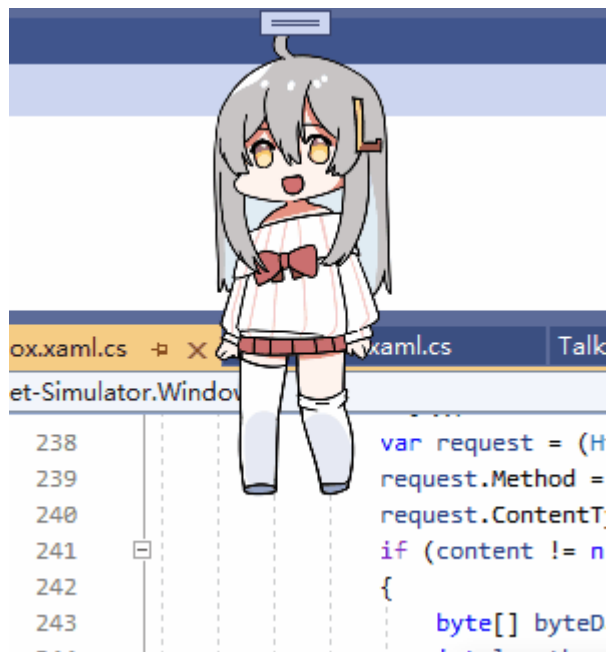 ox.xaml.cs xaml.cs Talk
et-Simulator.Window
238 var request = (H
239 request.Method =
240 request.ContentT
241 if (content != n
242 {
243 byte[] byteD